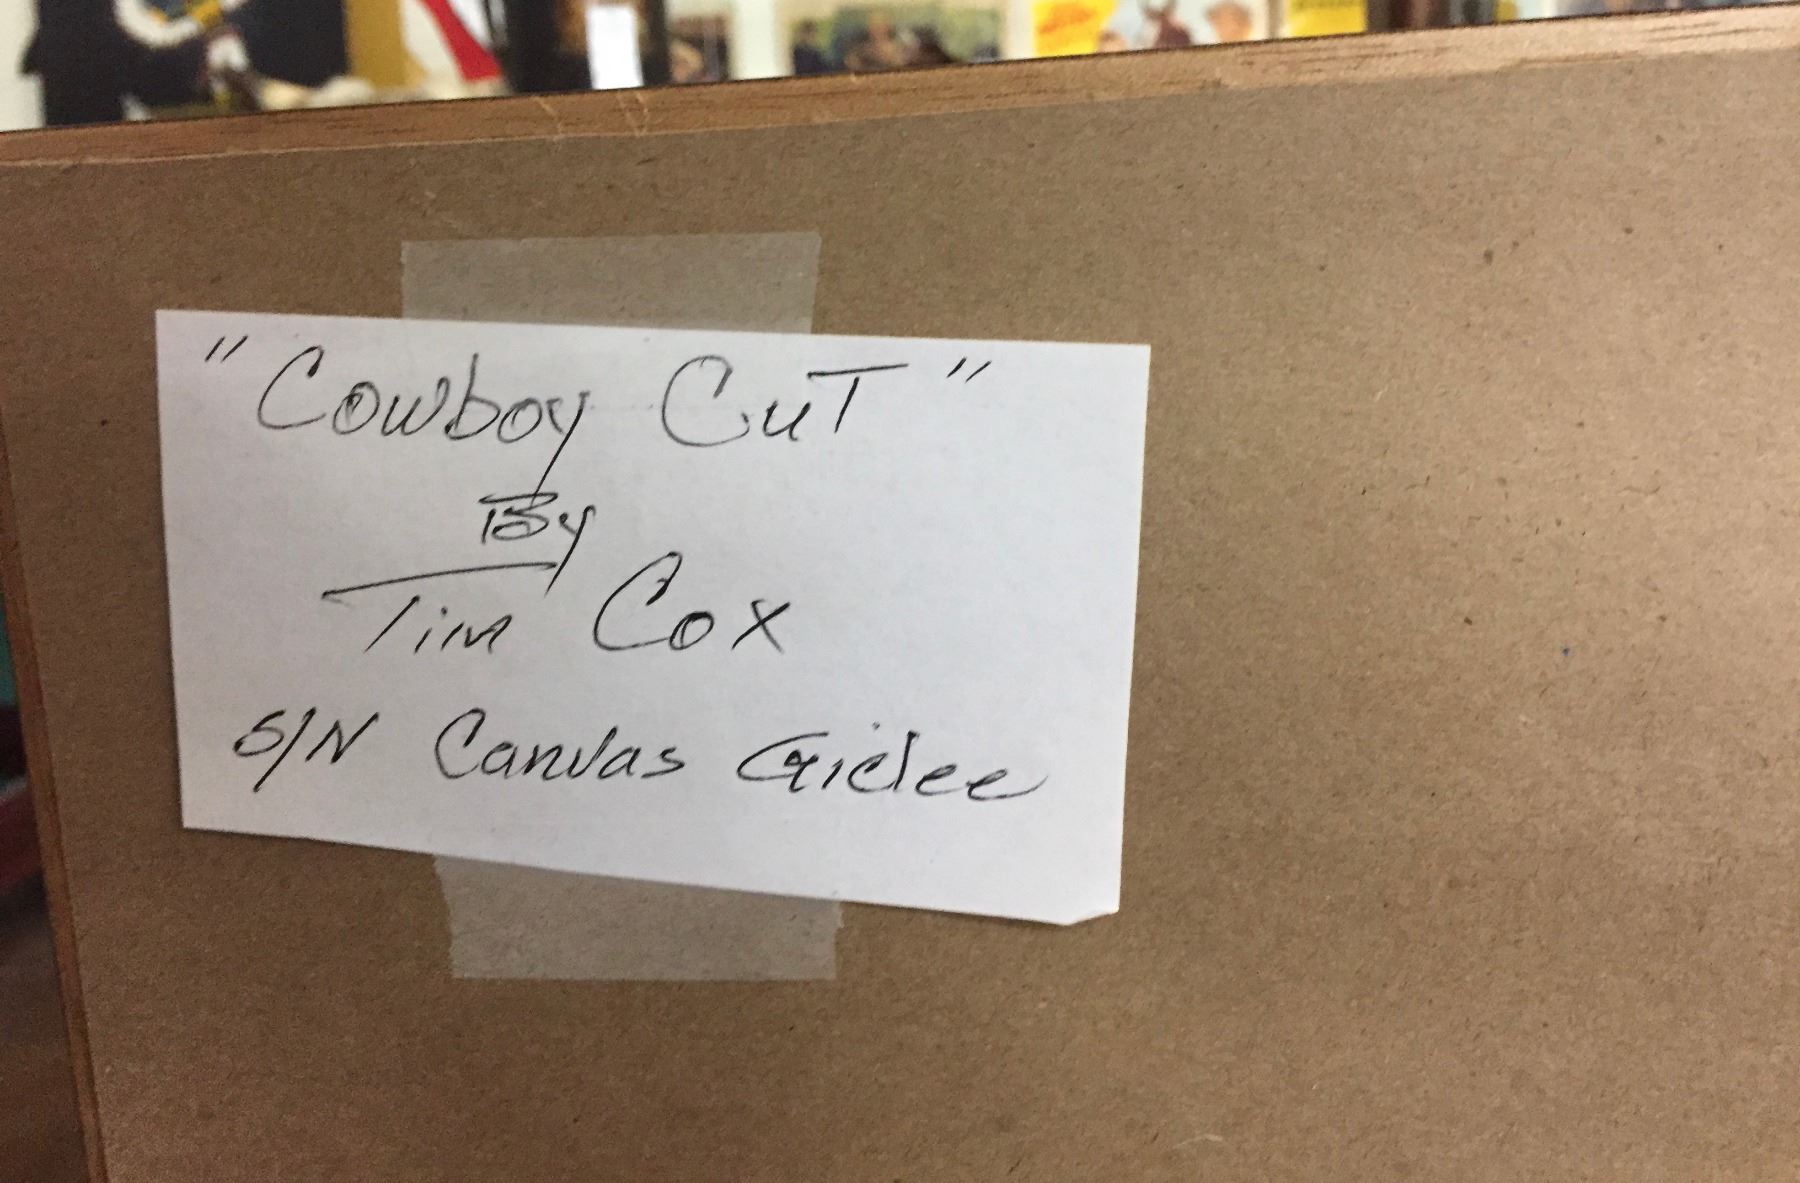 "Cowboy CuT"
By
Tim Cox
S/N Canvas Giclee